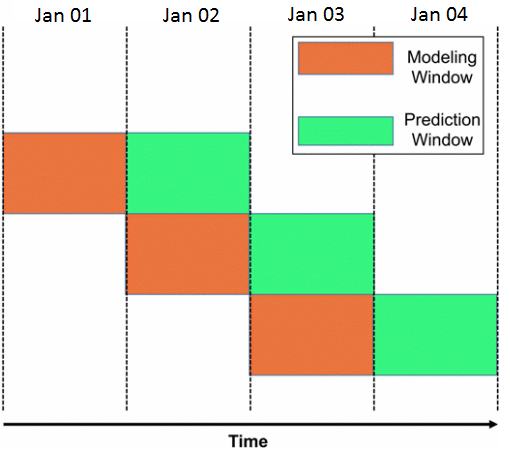 Jan 01
Jan 02
Jan 03
Jan 04
Modeling
Window
Prediction
Window
Time